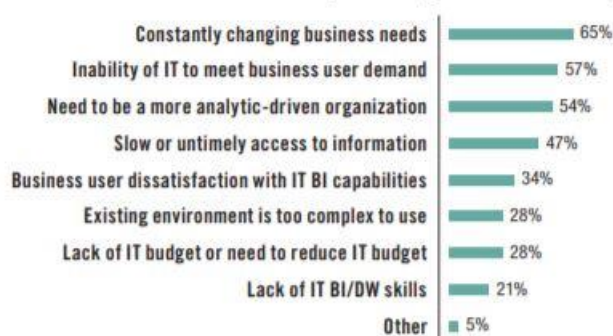 Constantly changing business needs 65%
Inability of IT to meet business user demand 57%
Need to be a more analytic-driven organization 54%
Slow or untimely access to information 47%
Business user dissatisfaction with IT BI capabilities 34%
Existing environment is too complex to use 28%
Lack of IT budget or need to reduce IT budget 28%
Lack of IT BI/DW skills 21%
Other 5%